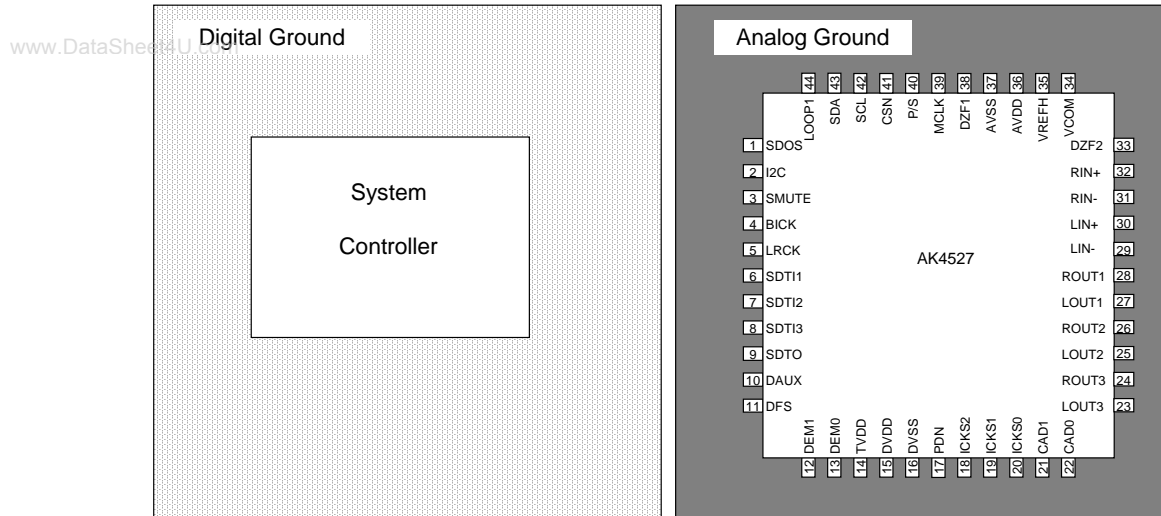 www.DataSheet4U.com
Digital Ground
System
Controller
Analog Ground
44 LOOP1
43 SDA
42 SCL
41 CSN
40 P/S
39 MCLK
38 DZF1
37 AVSS
36 AVDD
35 VREFH
34 VCOM
1 SDOS
2 I2C
3 SMUTE
4 BICK
5 LRCK
6 SDTI1
7 SDTI2
8 SDTI3
9 SDTO
10 DAUX
11 DFS
AK4527
DZF2 33
RIN+ 32
RIN- 31
LIN+ 30
LIN- 29
ROUT1 28
LOUT1 27
ROUT2 26
LOUT2 25
ROUT3 24
LOUT3 23
12 DEM1
13 DEM0
14 TVDD
15 DVDD
16 DVSS
17 PDN
18 ICKS2
19 ICKS1
20 ICKS0
21 CAD1
22 CAD0